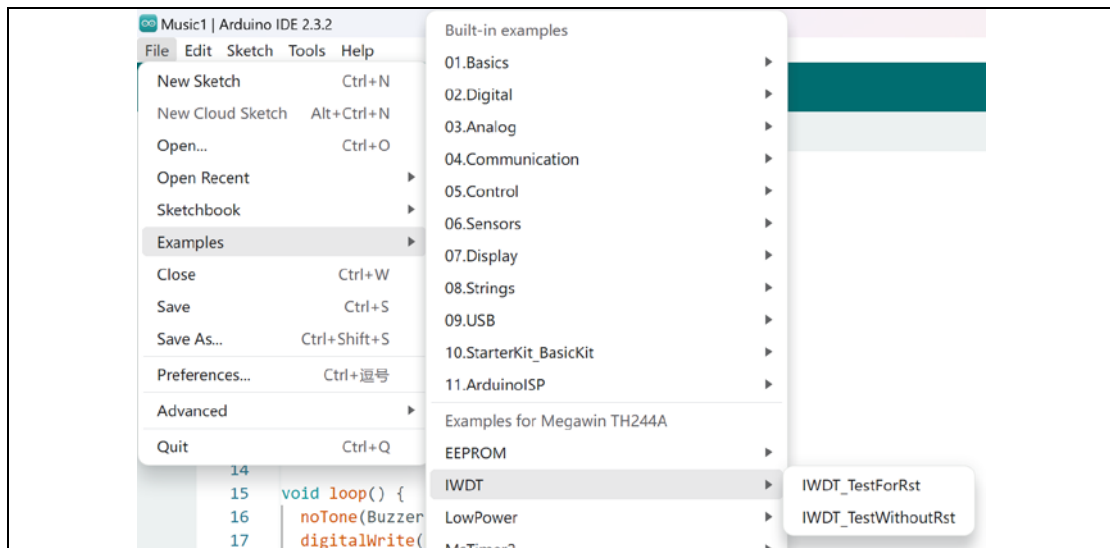 Music1 | Arduino IDE 2.3.2
File Edit Sketch Tools Help
New Sketch Ctrl+N
New Cloud Sketch Alt+Ctrl+N
Open... Ctrl+O
Open Recent
Sketchbook
Examples
Close Ctrl+W
Save Ctrl+S
Save As... Ctrl+Shift+S
Preferences... Ctrl+逗号
Advanced
Quit Ctrl+Q
Built-in examples
01.Basics
02.Digital
03.Analog
04.Communication
05.Control
06.Sensors
07.Display
08.Strings
09.USB
10.StarterKit_BasicKit
11.ArduinoISP
Examples for Megawin TH244A
EEPROM
IWDT
LowPower
IWDT_TestForRst
IWDT_TestWithoutRst
14
15 void loop() {
16 noTone(Buzzer
17 digitalWrite(